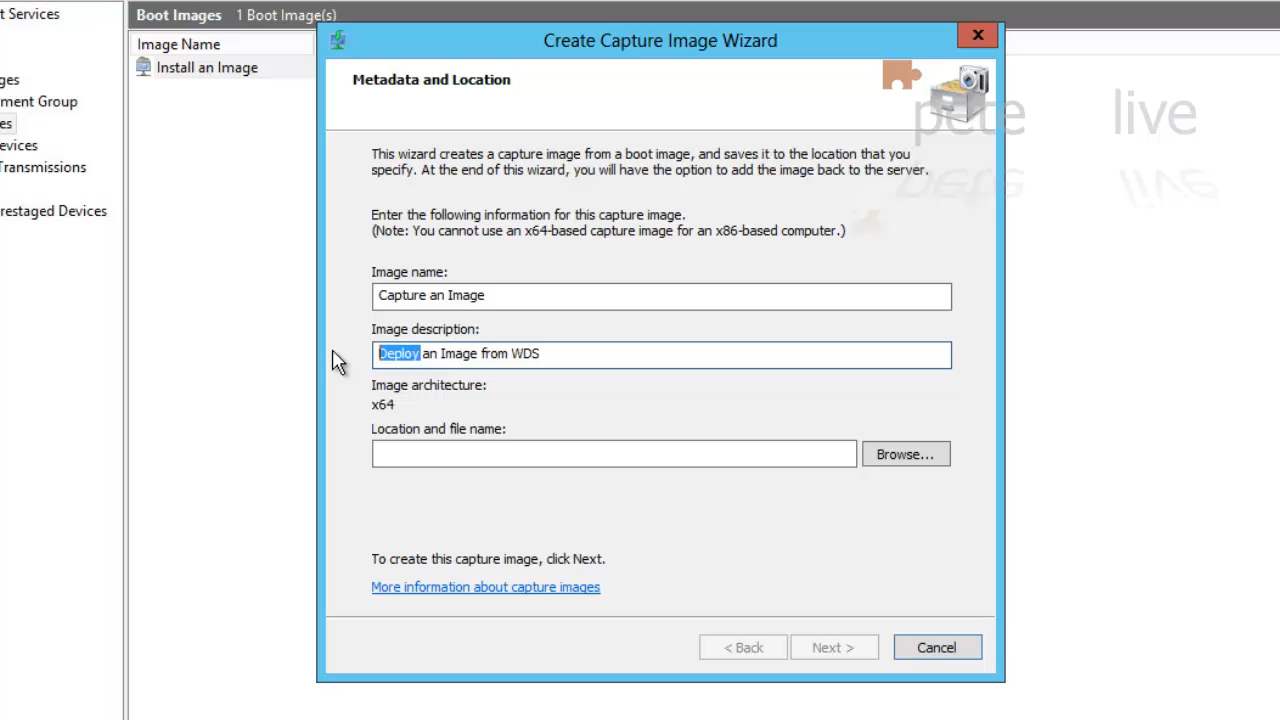 t Services
ges
ment Group
es
evices
Transmissions
restaged Devices
Boot Images 1 Boot Image(s)
Image Name
Install an Image
Create Capture Image Wizard
Metadata and Location
pete live
This wizard creates a capture image from a boot image, and saves it to the location that you
specify. At the end of this wizard, you will have the option to add the image back to the server.
Enter the following information for this capture image.
(Note: You cannot use an x64-based capture image for an x86-based computer.)
Image name:
Capture an Image
Image description:
Deploy an Image from WDS
Image architecture:
x64
Location and file name:
Browse...
To create this capture image, click Next.
More information about capture images
< Back Next > Cancel